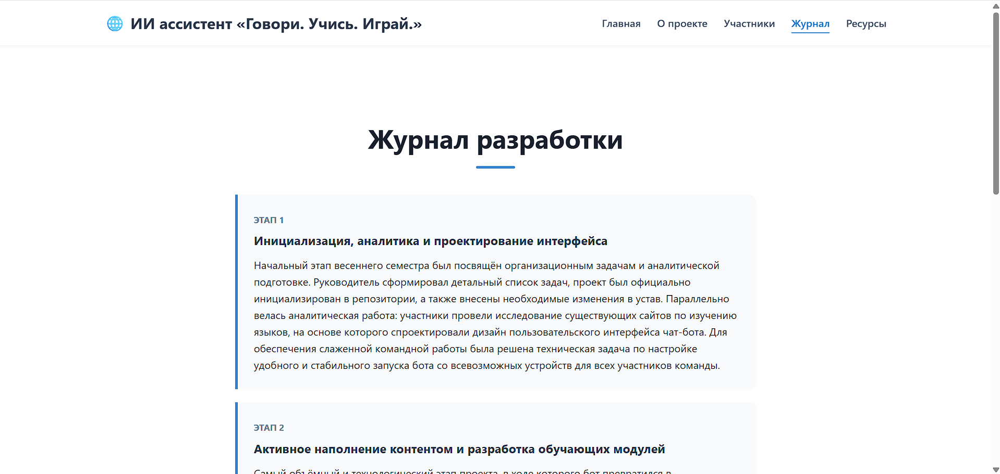 ИИ ассистент «Говори. Учись. Играй.»
Главная
О проекте
Участники
Журнал
Ресурсы
Журнал разработки
ЭТАП 1
Инициализация, аналитика и проектирование интерфейса
Начальный этап весеннего семестра был посвящён организационным задачам и аналитической
подготовке. Руководитель сформировал детальный список задач, проект был официально
инициализирован в репозитории, а также внесены необходимые изменения в устав. Параллельно
велась аналитическая работа: участники провели исследование существующих сайтов по изучению
языков, на основе которого спроектировали дизайн пользовательского интерфейса чат-бота. Для
обеспечения слаженной командной работы была решена техническая задача по настройке
удобного и стабильного запуска бота со всевозможных устройств для всех участников команды.
ЭТАП 2
Активное наполнение контентом и разработка обучающих модулей
Самый объёмный и технологический этап проекта, в ходе которого бот превратился в